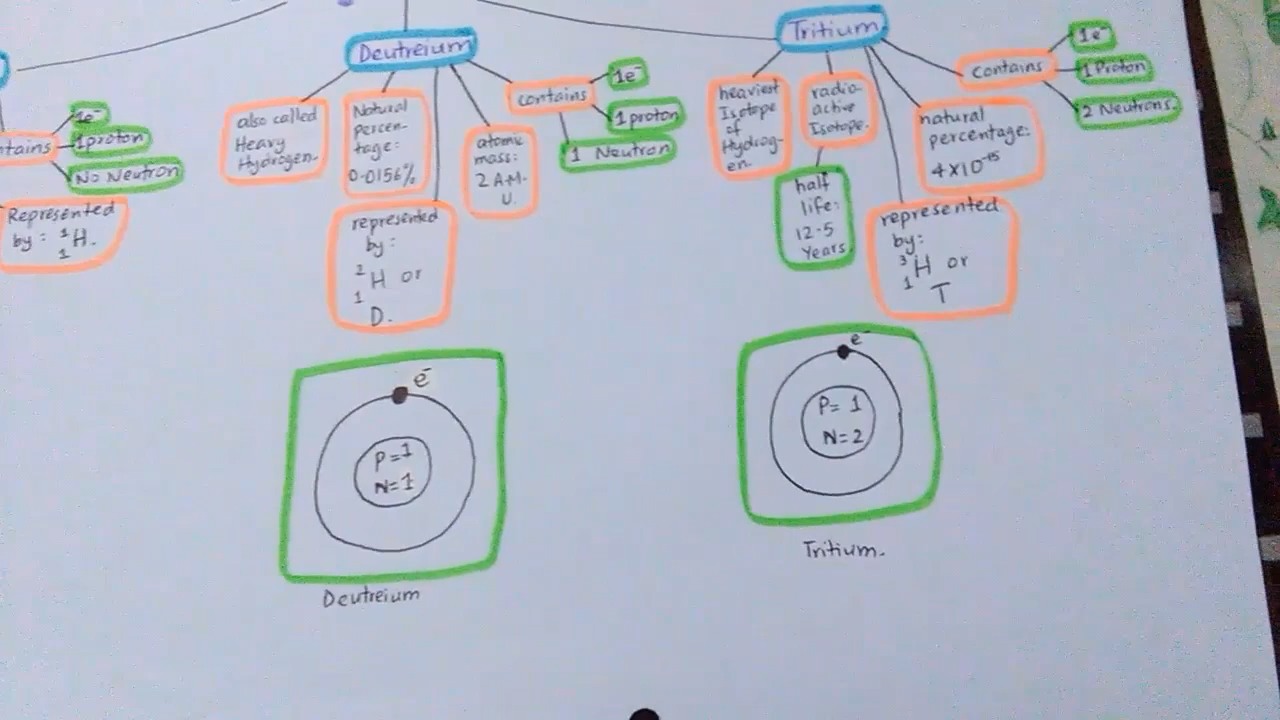 1e⁻
1proton
No Neutron
Represented
by: ¹₁H.
Deutreium
also called
Heavy
Hydrogen.
Natural
percen-
tage:
0.0156%
represented
by:
²₁H or
D.
atomic
mass:
2 A.M.
U.
contains
1e⁻
1 proton
1 Neutron
P=1
N=1
e⁻
Deutreium
Tritium
heaviest
Isotope
of
Hydrog-
en.
radio-
active
Isotope.
half
life:
12.5
Years.
represented
by:
³₁H or
T
natural
percentage:
4×10⁻¹⁵
contains
1e⁻
1 Proton
2 Neutrons.
e⁻
P= 1
N=2
Tritium.